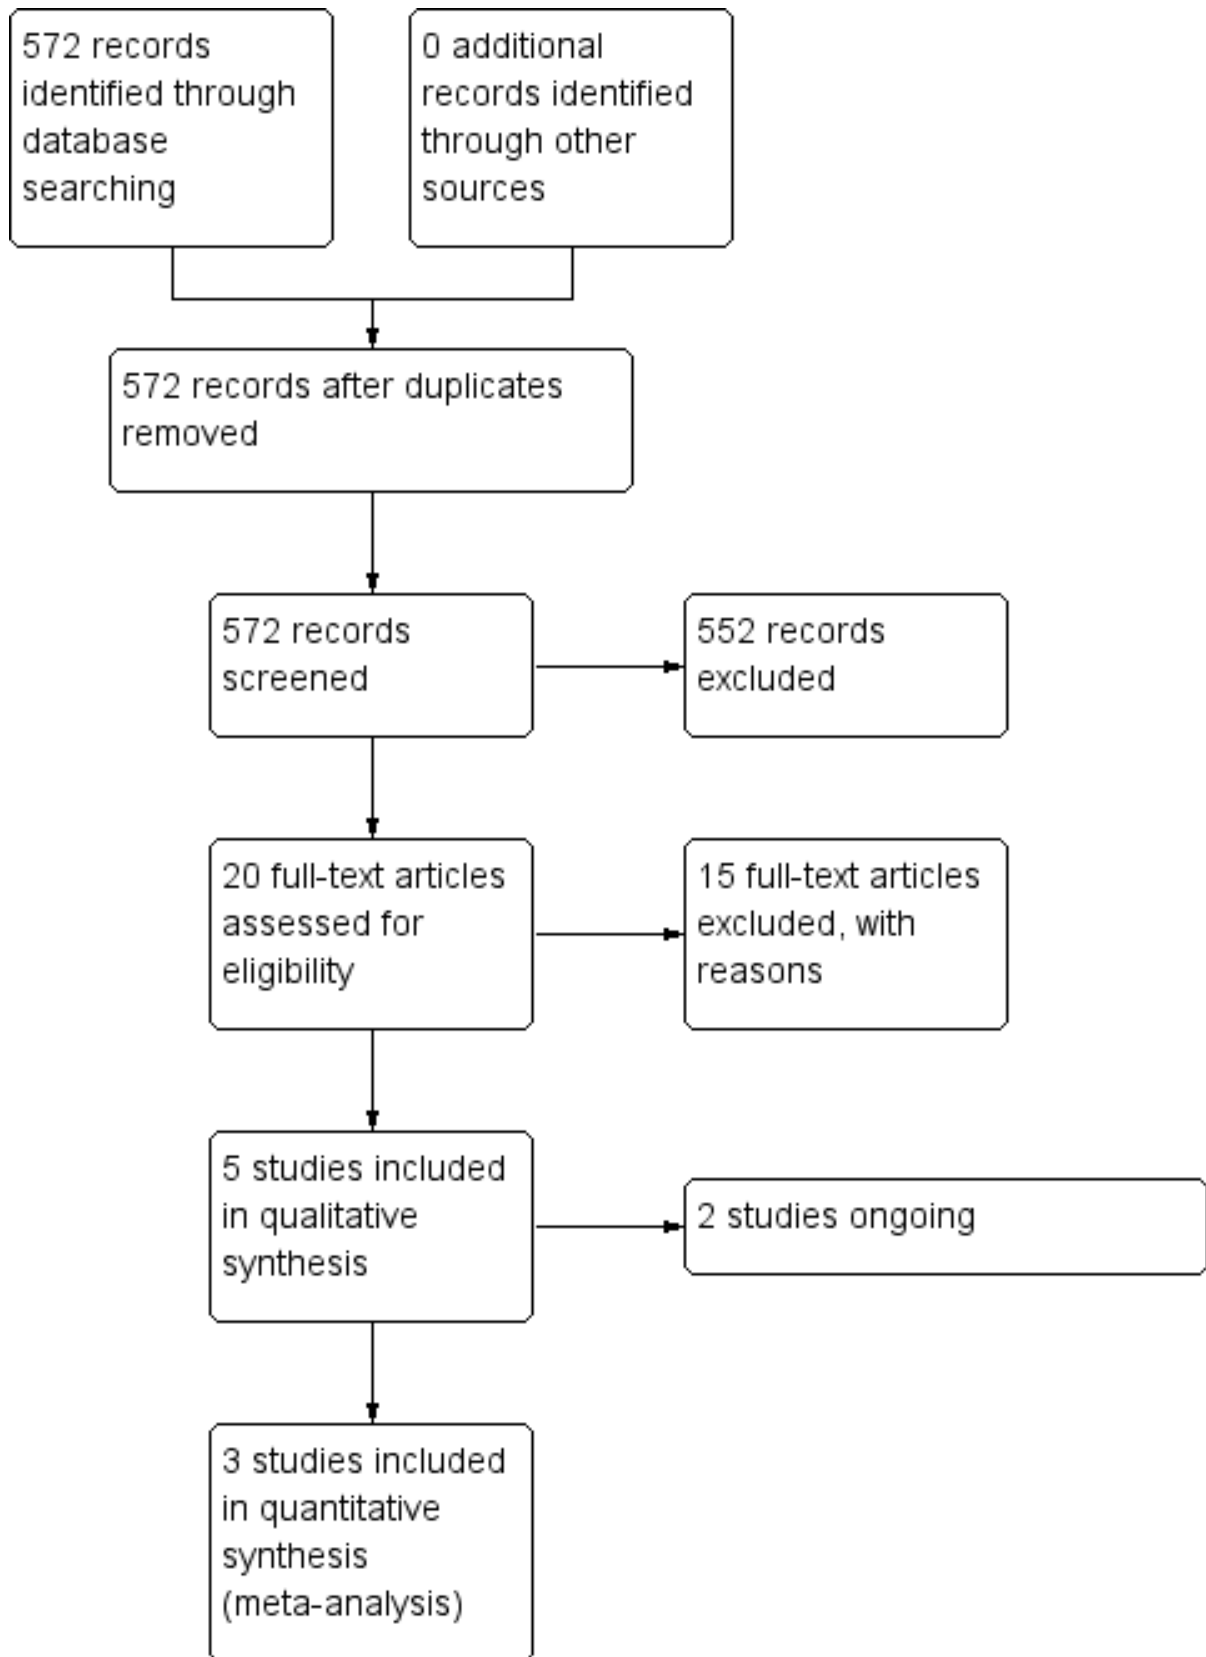 572 records
identified through
database
searching
0 additional
records identified
through other
sources
572 records after duplicates
removed
572 records
screened
552 records
excluded
20 full-text articles
assessed for
eligibility
15 full-text articles
excluded, with
reasons
5 studies included
in qualitative
synthesis
2 studies ongoing
3 studies included
in quantitative
synthesis
(meta-analysis)